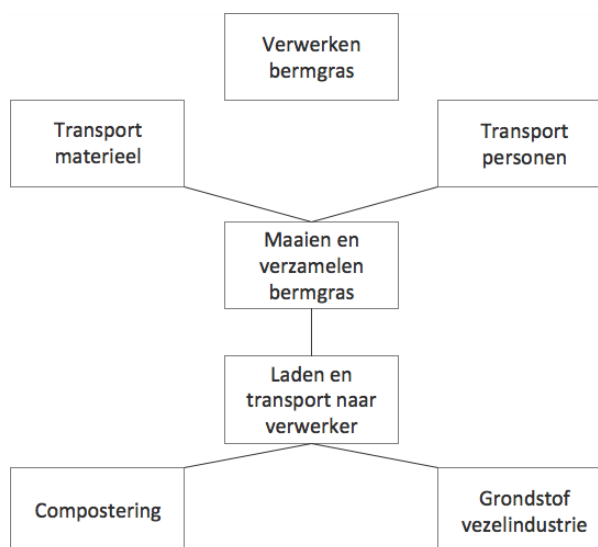 Verwerken
bermgras
Transport
materieel
Transport
personen
Maaien en
verzamelen
bermgras
Laden en
transport naar
verwerker
Compostering
Grondstof
vezelindustrie